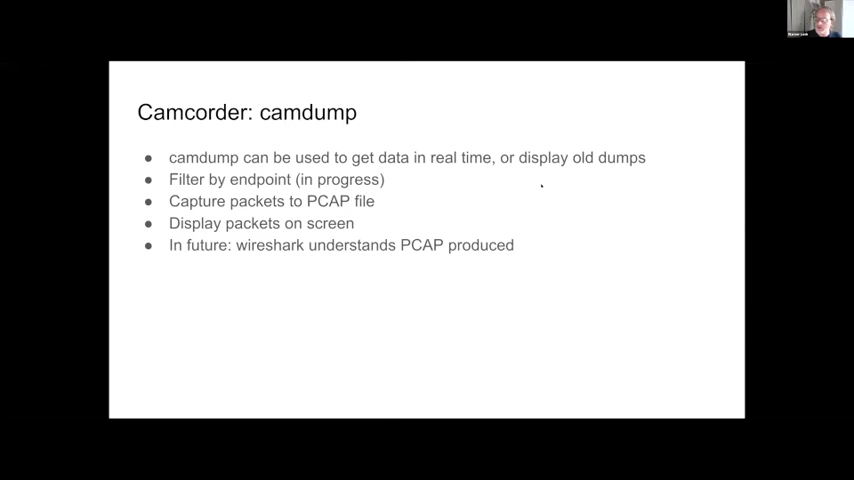 Camcorder: camdump
● camdump can be used to get data in real time, or display old dumps
● Filter by endpoint (in progress)
● Capture packets to PCAP file
● Display packets on screen
● In future: wireshark understands PCAP produced